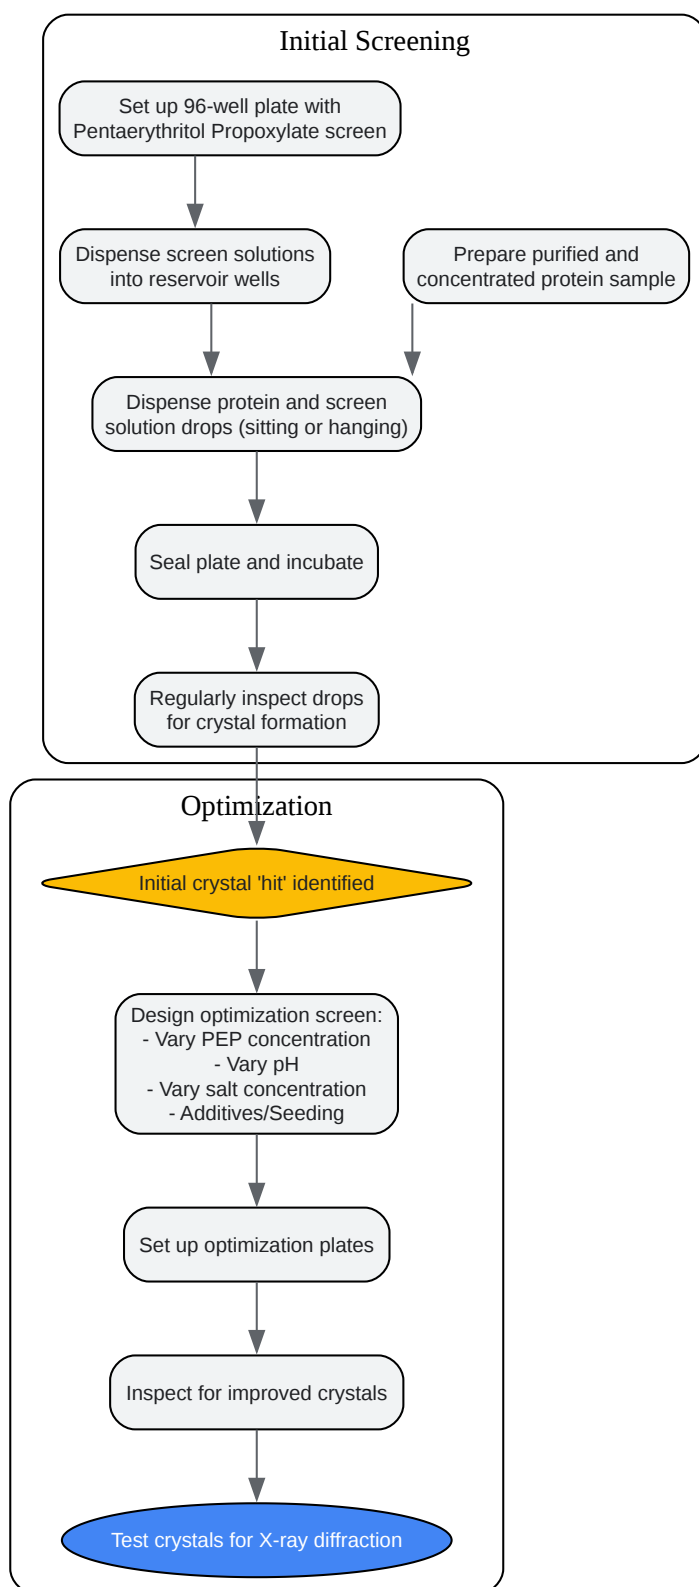 Initial Screening
Set up 96-well plate with
Pentaerythritol Propoxylate screen
Dispense screen solutions
into reservoir wells
Prepare purified and
concentrated protein sample
Dispense protein and screen
solution drops (sitting or hanging)
Seal plate and incubate
Regularly inspect drops
for crystal formation
Optimization
Initial crystal 'hit' identified
Design optimization screen:
- Vary PEP concentration
- Vary pH
- Vary salt concentration
- Additives/Seeding
Set up optimization plates
Inspect for improved crystals
Test crystals for X-ray diffraction